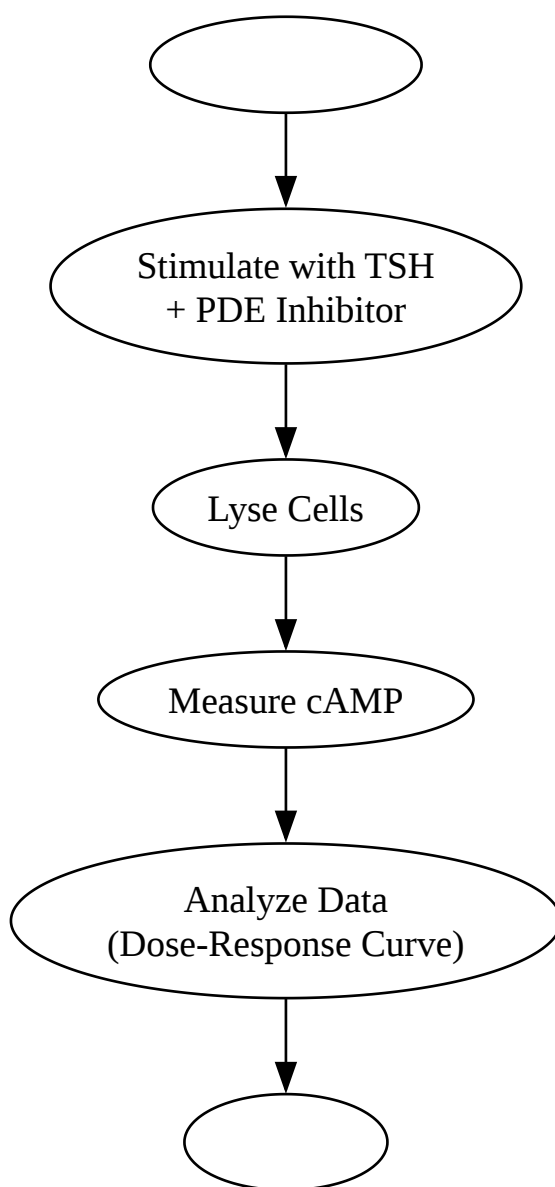 Stimulate with TSH
+ PDE Inhibitor
Lyse Cells
Measure cAMP
Analyze Data
(Dose-Response Curve)